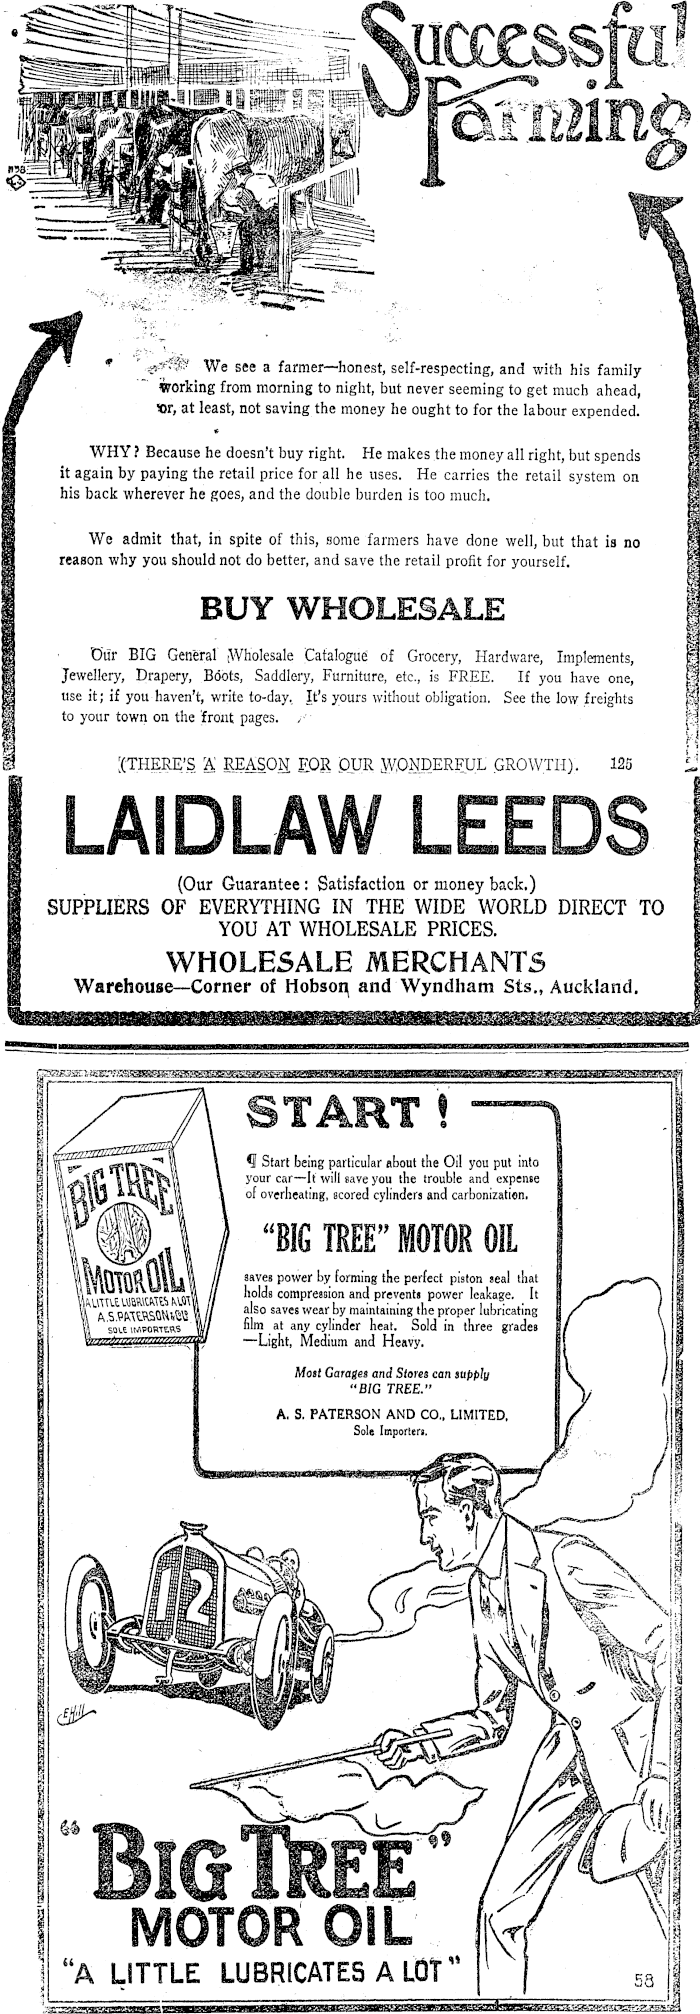 Successful
Farming
We see a farmer—honest, self-respecting, and with his family
working from morning to night, but never seeming to get much ahead,
or, at least, not saving the money he ought to for the labour expended.
WHY? Because he doesn't buy right. He makes the money all right, but spends
it again by paying the retail price for all he uses. He carries the retail system on
his back wherever he goes, and the double burden is too much.
We admit that, in spite of this, some farmers have done well, but that is no
reason why you should not do better, and save the retail profit for yourself.
BUY WHOLESALE
Our BIG General Wholesale Catalogue of Grocery, Hardware, Implements,
Jewellery, Drapery, Boots, Saddlery, Furniture, etc., is FREE. If you have one,
use it; if you haven't, write to-day. It's yours without obligation. See the low freights
to your town on the front pages.
(THERE'S A REASON FOR OUR WONDERFUL GROWTH). 125
LAIDLAW LEEDS
(Our Guarantee: Satisfaction or money back.)
SUPPLIERS OF EVERYTHING IN THE WIDE WORLD DIRECT TO
YOU AT WHOLESALE PRICES.
WHOLESALE MERCHANTS
Warehouse—Corner of Hobson and Wyndham Sts., Auckland.
START!
¶ Start being particular about the Oil you put into
your car—It will save you the trouble and expense
of overheating, scored cylinders and carbonization.
"BIG TREE" MOTOR OIL
saves power by forming the perfect piston seal that
holds compression and prevents power leakage. It
also saves wear by maintaining the proper lubricating
film at any cylinder heat. Sold in three grades
—Light, Medium and Heavy.
Most Garages and Stores can supply
"BIG TREE."
A. S. PATERSON AND CO., LIMITED,
Sole Importers.
BIG TREE
MOTOR OIL
A LITTLE LUBRICATES A LOT
A.S. PATERSON & Co Ld
SOLE IMPORTERS
12
E.Hill
"BIG TREE"
MOTOR OIL
"A LITTLE LUBRICATES A LOT"
58